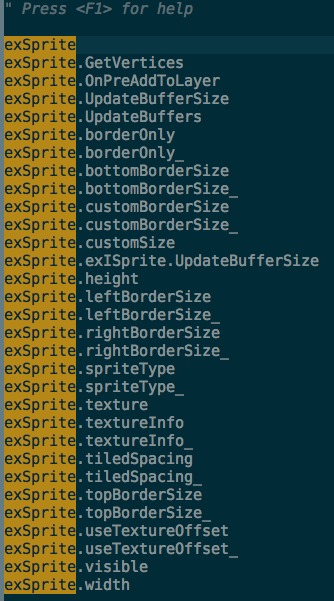 " Press <F1> for help
exSprite
exSprite.GetVertices
exSprite.OnPreAddToLayer
exSprite.UpdateBufferSize
exSprite.UpdateBuffers
exSprite.borderOnly
exSprite.borderOnly_
exSprite.bottomBorderSize
exSprite.bottomBorderSize_
exSprite.customBorderSize
exSprite.customBorderSize_
exSprite.customSize
exSprite.exISprite.UpdateBufferSize
exSprite.height
exSprite.leftBorderSize
exSprite.leftBorderSize_
exSprite.rightBorderSize
exSprite.rightBorderSize_
exSprite.spriteType
exSprite.spriteType_
exSprite.texture
exSprite.textureInfo
exSprite.textureInfo_
exSprite.tiledSpacing
exSprite.tiledSpacing_
exSprite.topBorderSize
exSprite.topBorderSize_
exSprite.useTextureOffset
exSprite.useTextureOffset_
exSprite.visible
exSprite.width